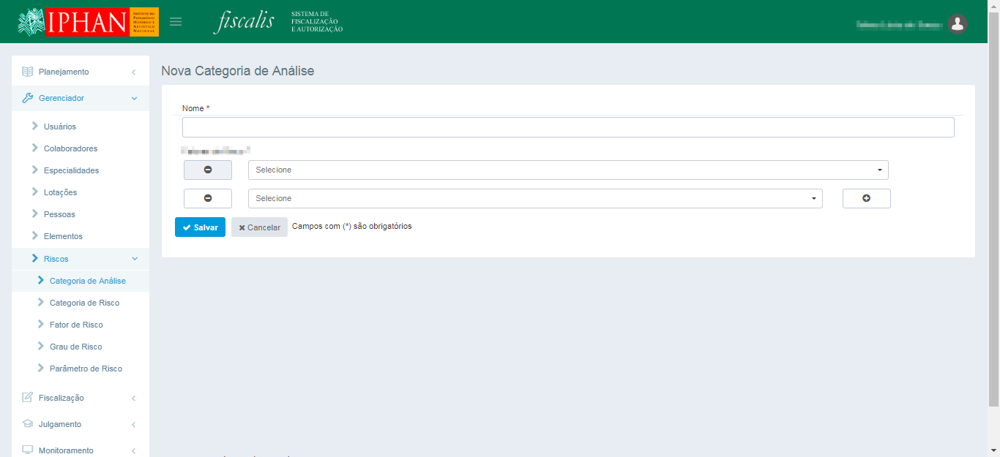 IPHAN
INSTITUTO DO
PATRIMÔNIO
HISTÓRICO E
ARTÍSTICO
NACIONAL
fiscalis
SISTEMA DE
FISCALIZAÇÃO
E AUTORIZAÇÃO
Planejamento
Gerenciador
Usuários
Colaboradores
Especialidades
Lotações
Pessoas
Elementos
Riscos
Categoria de Análise
Categoria de Risco
Fator de Risco
Grau de Risco
Parâmetro de Risco
Fiscalização
Julgamento
Monitoramento
Nova Categoria de Análise
Nome *
Selecione
Selecione
Salvar
Cancelar
Campos com (*) são obrigatórios